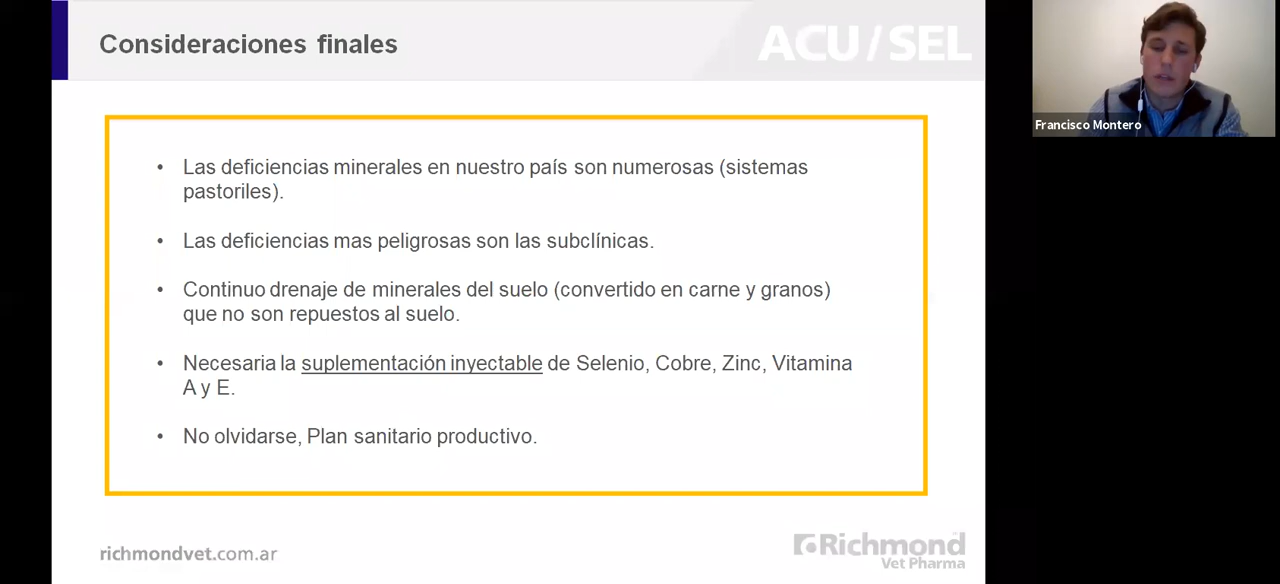 Consideraciones finales
ACU/SEL
Francisco Montero
• Las deficiencias minerales en nuestro país son numerosas (sistemas
pastoriles).
• Las deficiencias mas peligrosas son las subclínicas.
• Continuo drenaje de minerales del suelo (convertido en carne y granos)
que no son repuestos al suelo.
• Necesaria la suplementación inyectable de Selenio, Cobre, Zinc, Vitamina
A y E.
• No olvidarse, Plan sanitario productivo.
richmondvet.com.ar
Richmond
Vet Pharma